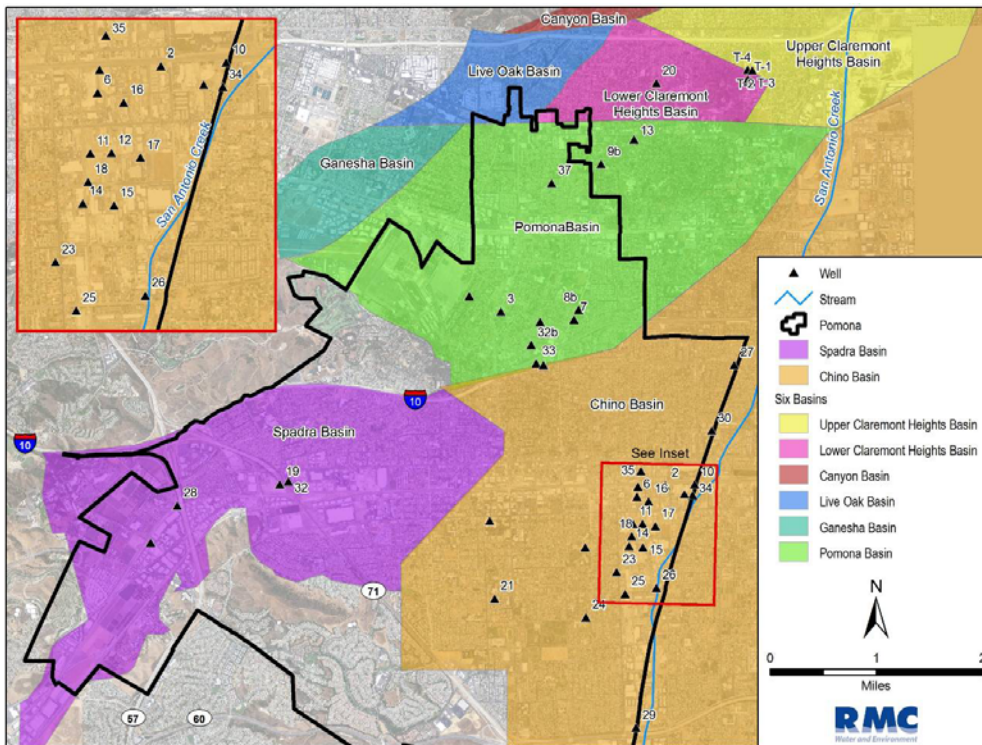 35
2
10
6
34
16
11
12
17
18
14
15
San Antonio Creek
23
26
25
Canyon Basin
Live Oak Basin
Upper Claremont
Heights Basin
T-4
T-1
T-2
T-3
20
Lower Claremont
Heights Basin
13
9b
37
Ganesha Basin
PomonaBasin
San Antonio Creek
3
8b
7
32b
33
27
10
Chino Basin
Spadra Basin
30
10
See Inset
35
2
10
6
16
34
11
17
18
14
15
23
25
26
19
32
28
21
24
71
57
60
29
Well
Stream
Pomona
Spadra Basin
Chino Basin
Six Basins
Upper Claremont Heights Basin
Lower Claremont Heights Basin
Canyon Basin
Live Oak Basin
Ganesha Basin
Pomona Basin
N
0
1
2
Miles
RMC
Water and Environment